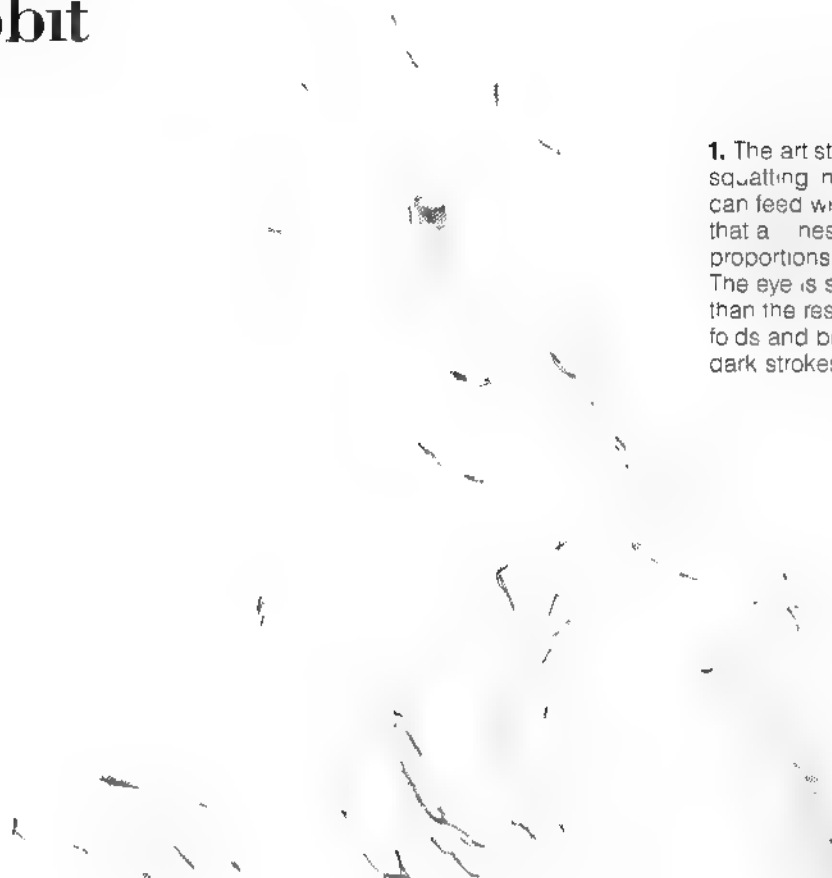 bbit
1. The art st
squatting n
can feed w
that a nes
proportions
The eye is s
than the res
fo ds and b
dark strokes